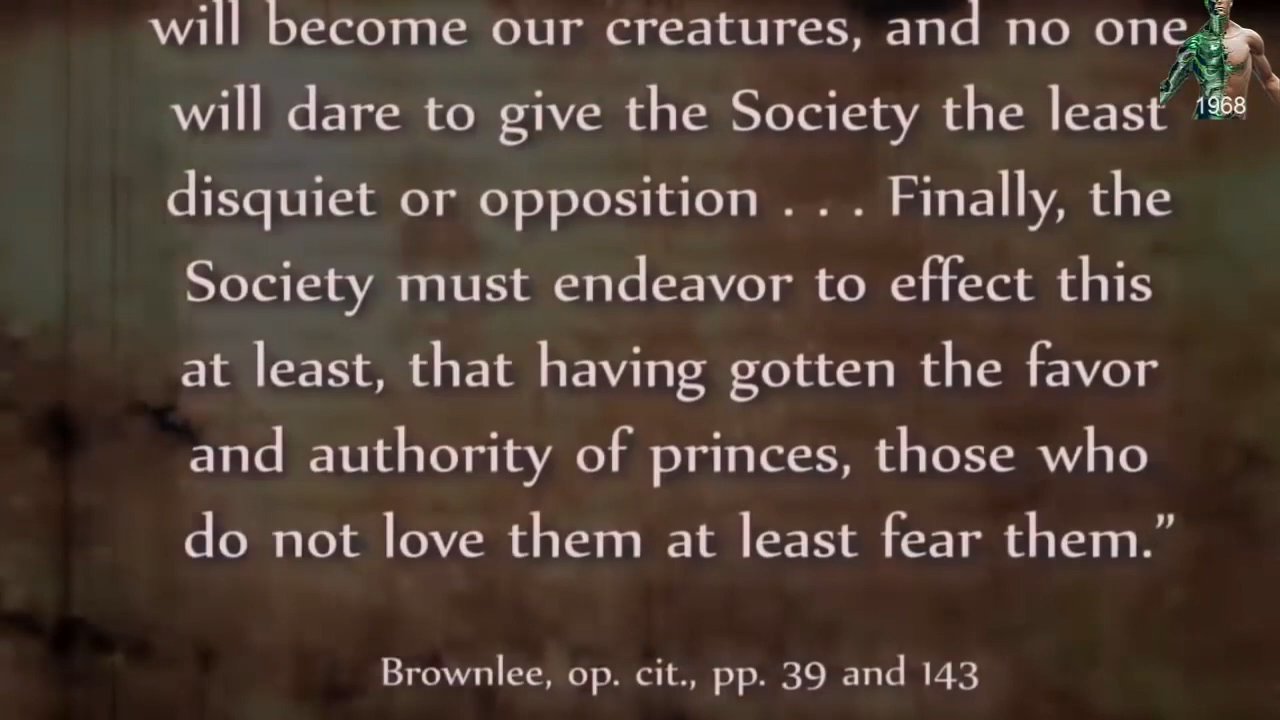 will become our creatures, and no one
will dare to give the Society the least
disquiet or opposition . . . Finally, the
Society must endeavor to effect this
at least, that having gotten the favor
and authority of princes, those who
do not love them at least fear them.”
Brownlee, op. cit., pp. 39 and 143
1968